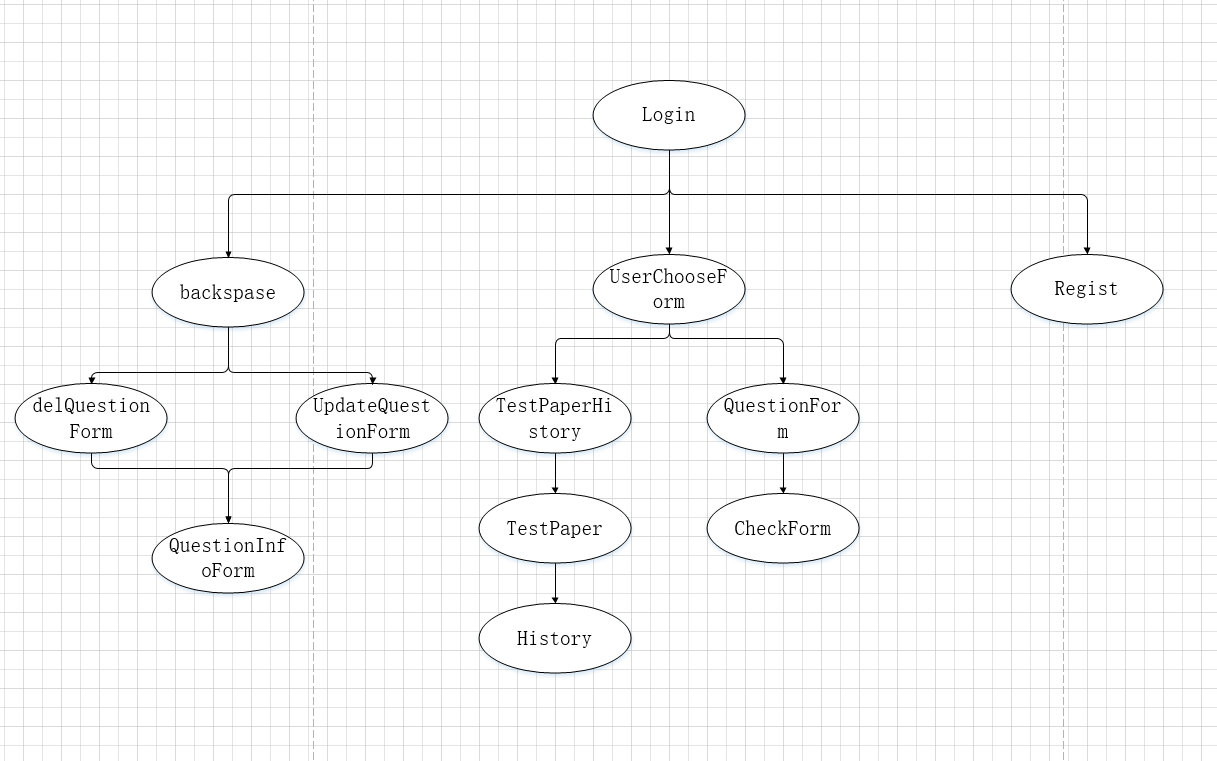 Login
backspase
UserChooseF
orm
Regist
delQuestion
Form
UpdateQuest
ionForm
TestPaperHi
story
QuestionFor
m
QuestionInf
oForm
TestPaper
CheckForm
History